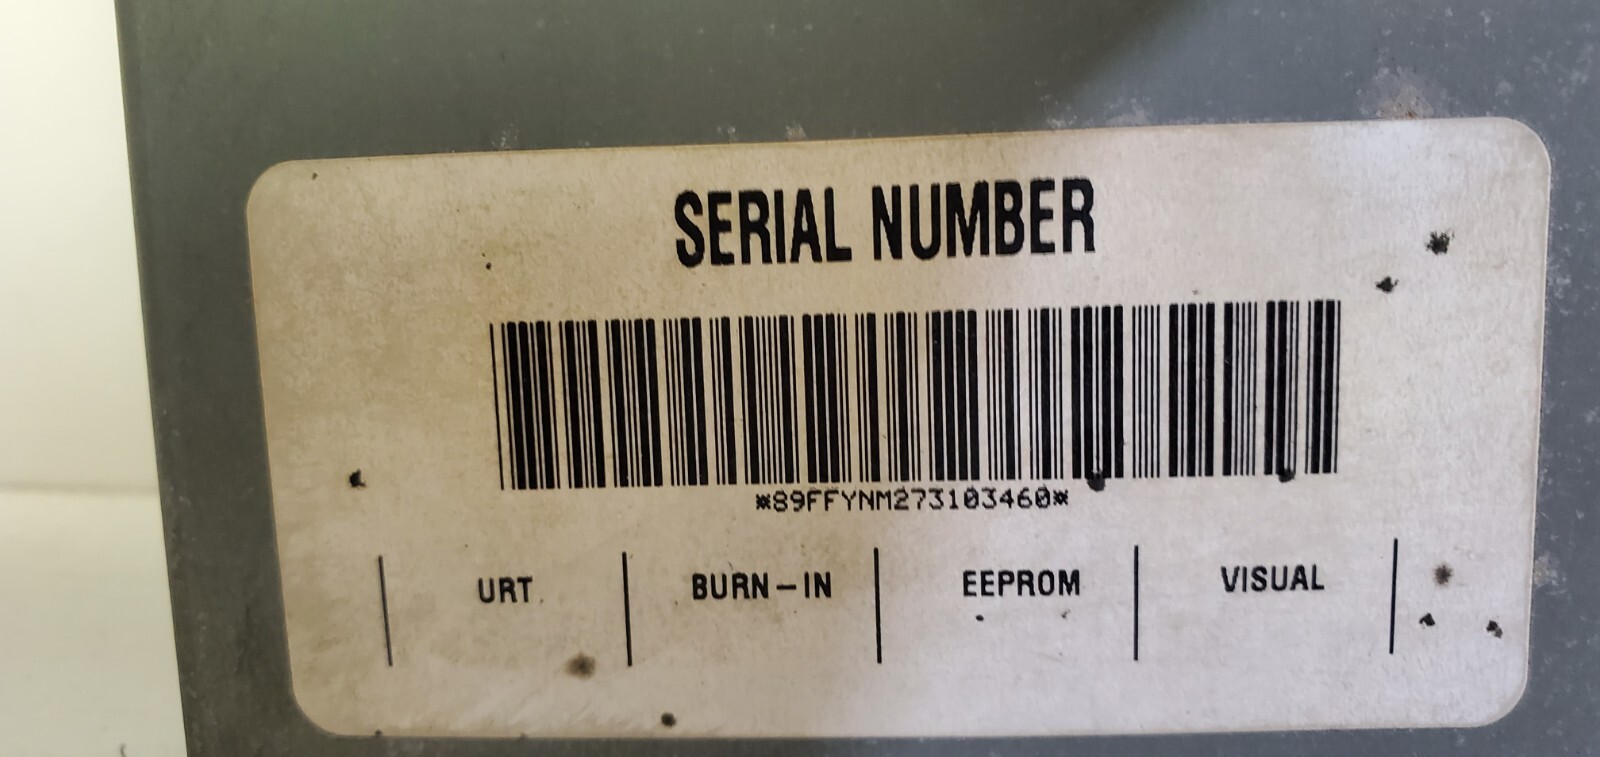 SERIAL NUMBER
*89FFYNM273103460*
URT BURN-IN EEPROM VISUAL